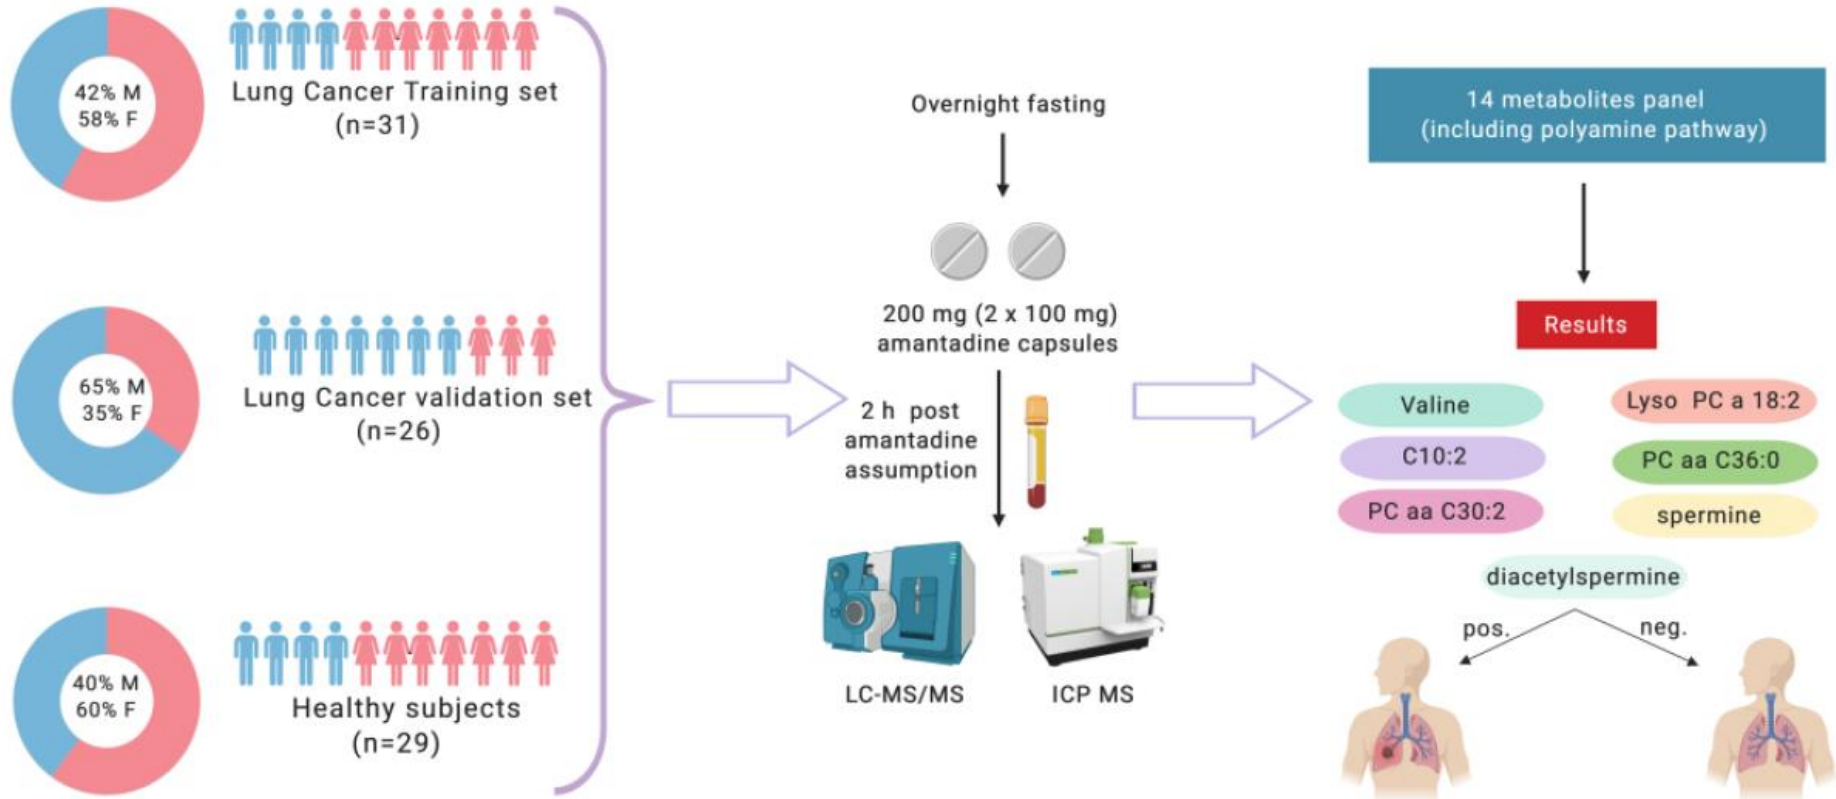 42% M
58% F
Lung Cancer Training set
(n=31)
65% M
35% F
Lung Cancer validation set
(n=26)
40% M
60% F
Healthy subjects
(n=29)
Overnight fasting
200 mg (2 x 100 mg)
amantadine capsules
2 h post
amantadine
assumption
LC-MS/MS
ICP MS
14 metabolites panel
(including polyamine pathway)
Results
Valine
Lyso PC a 18:2
C10:2
PC aa C36:0
PC aa C30:2
spermine
diacetylspermine
pos.
neg.